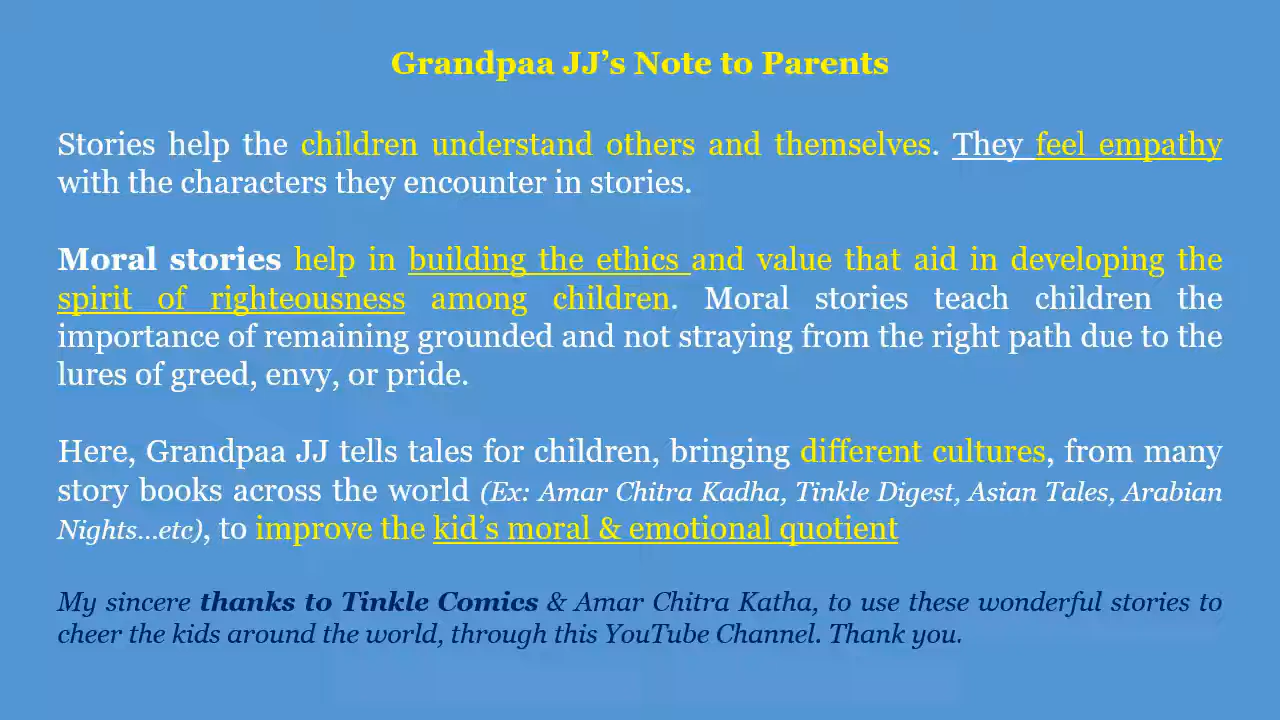 Grandpaa JJ’s Note to Parents
Stories help the children understand others and themselves. They feel empathy
with the characters they encounter in stories.
Moral stories help in building the ethics and value that aid in developing the
spirit of righteousness among children. Moral stories teach children the
importance of remaining grounded and not straying from the right path due to the
lures of greed, envy, or pride.
Here, Grandpaa JJ tells tales for children, bringing different cultures, from many
story books across the world (Ex: Amar Chitra Kadha, Tinkle Digest, Asian Tales, Arabian
Nights...etc), to improve the kid’s moral & emotional quotient
My sincere thanks to Tinkle Comics & Amar Chitra Katha, to use these wonderful stories to
cheer the kids around the world, through this YouTube Channel. Thank you.